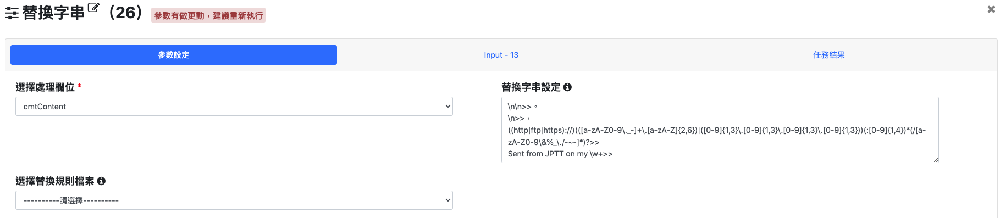 替換字串（26） 參數有做更動，建議重新執行
參數設定 Input - 13 任務結果
選擇處理欄位 *
cmtContent
替換字串設定
\n\n>>。
\n>>，
((http|ftp|https)://)(([a-zA-Z0-9\._-]+\.[a-zA-Z]{2,6})|([0-9]{1,3}\.[0-9]{1,3}\.[0-9]{1,3}\.[0-9]{1,3}))(:[0-9]{1,4})*(/[a-
zA-Z0-9\&%_\./-~-]*)?>>
Sent from JPTT on my \w+>>
選擇替換規則檔案
----------請選擇----------